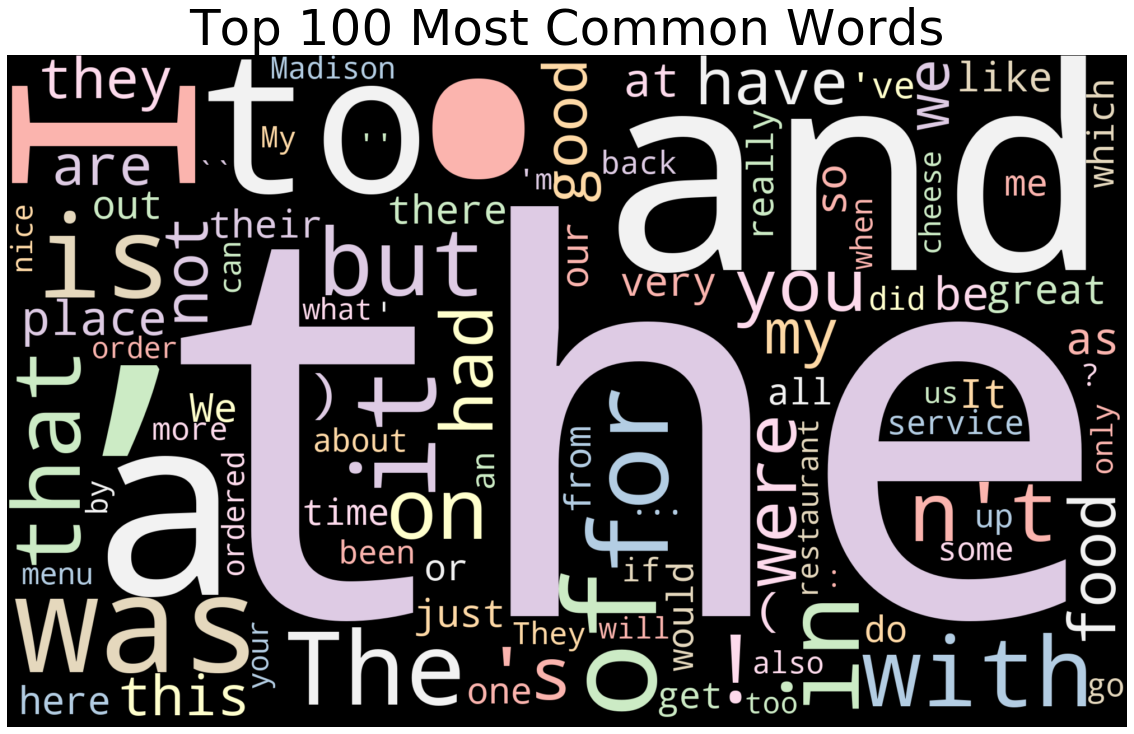 Top 100 Most Common Words
they
Madison
I
to
.
good
at
have
've
we
like
which
My
''
``
are
'm
back
and
really
so
when
cheese
me
nice
out
is
not
their
can
there
but
our
very
you
did
be
great
place
what
'
order
the
had
my
as
?
that
,
We
more
)
it
about
all
us
It
service
only
by
a
ordered
an
time
on
been
or
from
for
:
were
restaurant
n't
up
some
food
menu
if
just
of
would
They
will
(
in
do
was
your
The
's
one
!
also
with
here
this
get
too
go